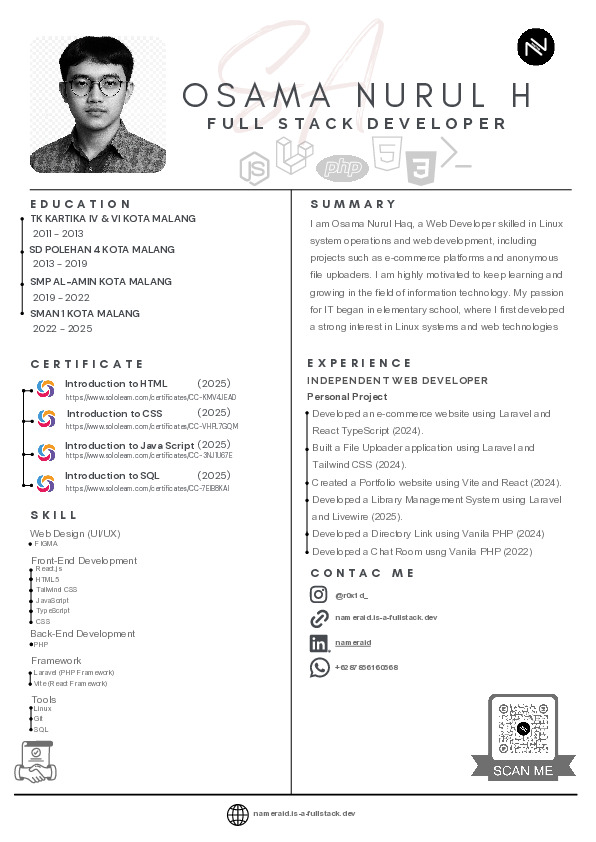 SA
OSAMA NURUL H
FULL STACK DEVELOPER
JS
php
5
3
EDUCATION
TK KARTIKA IV & VI KOTA MALANG
2011 - 2013
SD POLEHAN 4 KOTA MALANG
2013 - 2019
SMP AL-AMIN KOTA MALANG
2019 - 2022
SMAN 1 KOTA MALANG
2022 - 2025
CERTIFICATE
Introduction to HTML (2025)
https://www.sololearn.com/certificates/CC-KMV4JEAD
Introduction to CSS (2025)
https://www.sololearn.com/certificates/CC-VHPL7GQM
Introduction to Java Script (2025)
https://www.sololearn.com/certificates/CC-3NJ1U67E
Introduction to SQL (2025)
https://www.sololearn.com/certificates/CC-7EIB8KAI
SKILL
Web Design (UI/UX)
FIGMA
Front-End Development
React.js
HTML5
Tailwind CSS
JavaScript
TypeScript
CSS
Back-End Development
PHP
Framework
Laravel (PHP Framework)
Vite (React Framework)
Tools
Linux
Git
SQL
SUMMARY
I am Osama Nurul Haq, a Web Developer skilled in Linux
system operations and web development, including
projects such as e-commerce platforms and anonymous
file uploaders. I am highly motivated to keep learning and
growing in the field of information technology. My passion
for IT began in elementary school, where I first developed
a strong interest in Linux systems and web technologies
EXPERIENCE
INDEPENDENT WEB DEVELOPER
Personal Project
Developed an e-commerce website using Laravel and
React TypeScript (2024).
Built a File Uploader application using Laravel and
Tailwind CSS (2024).
Created a Portfolio website using Vite and React (2024).
Developed a Library Management System using Laravel
and Livewire (2025).
Developed a Directory Link using Vanila PHP (2024)
Developed a Chat Room usng Vanila PHP (2022)
CONTAC ME
@r0x1d_
nameraid.is-a-fullstack.dev
in
nameraid
+6287856160568
SCAN ME
nameraid.is-a-fullstack.dev